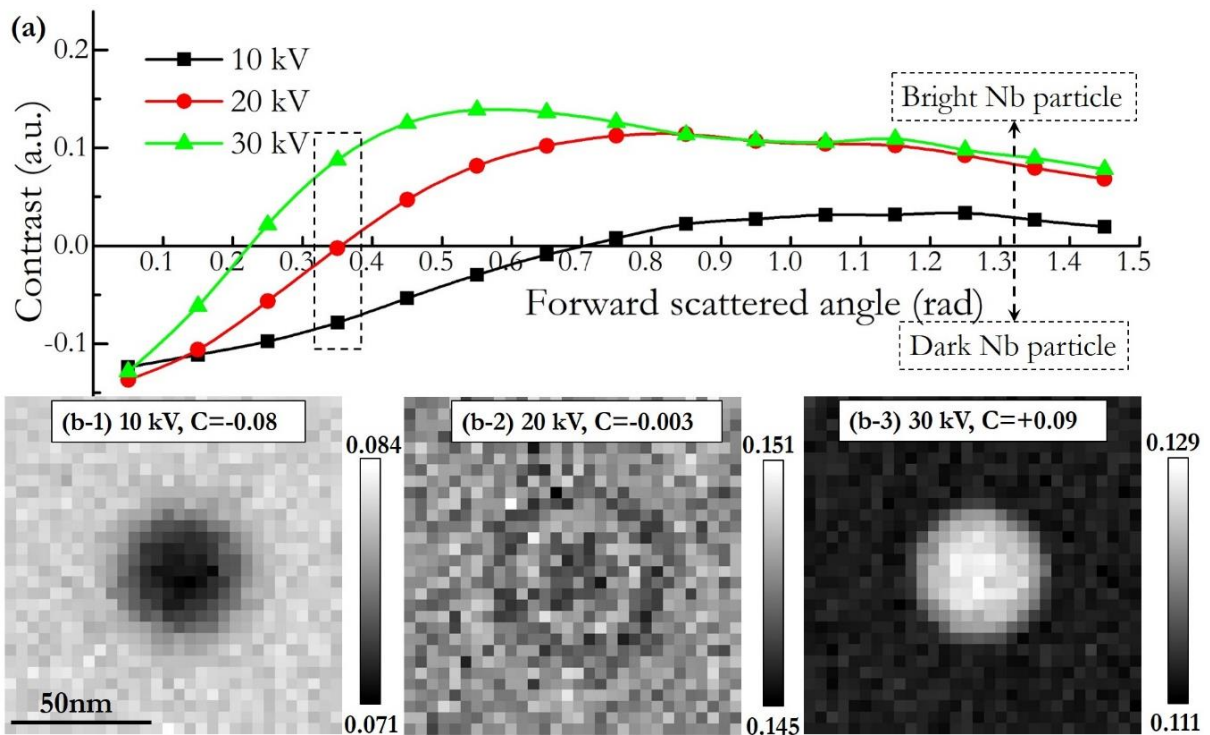 (a)
Contrast (a.u.)
0.2
0.1
0.0
-0.1
10 kV
20 kV
30 kV
Bright Nb particle
0.1 0.2 0.3 0.4 0.5 0.6 0.7 0.8 0.9 1.0 1.1 1.2 1.3 1.4 1.5
Forward scattered angle (rad)
Dark Nb particle
(b-1) 10 kV, C=-0.08
0.084
0.071
50nm
(b-2) 20 kV, C=-0.003
0.151
0.145
(b-3) 30 kV, C=+0.09
0.129
0.111